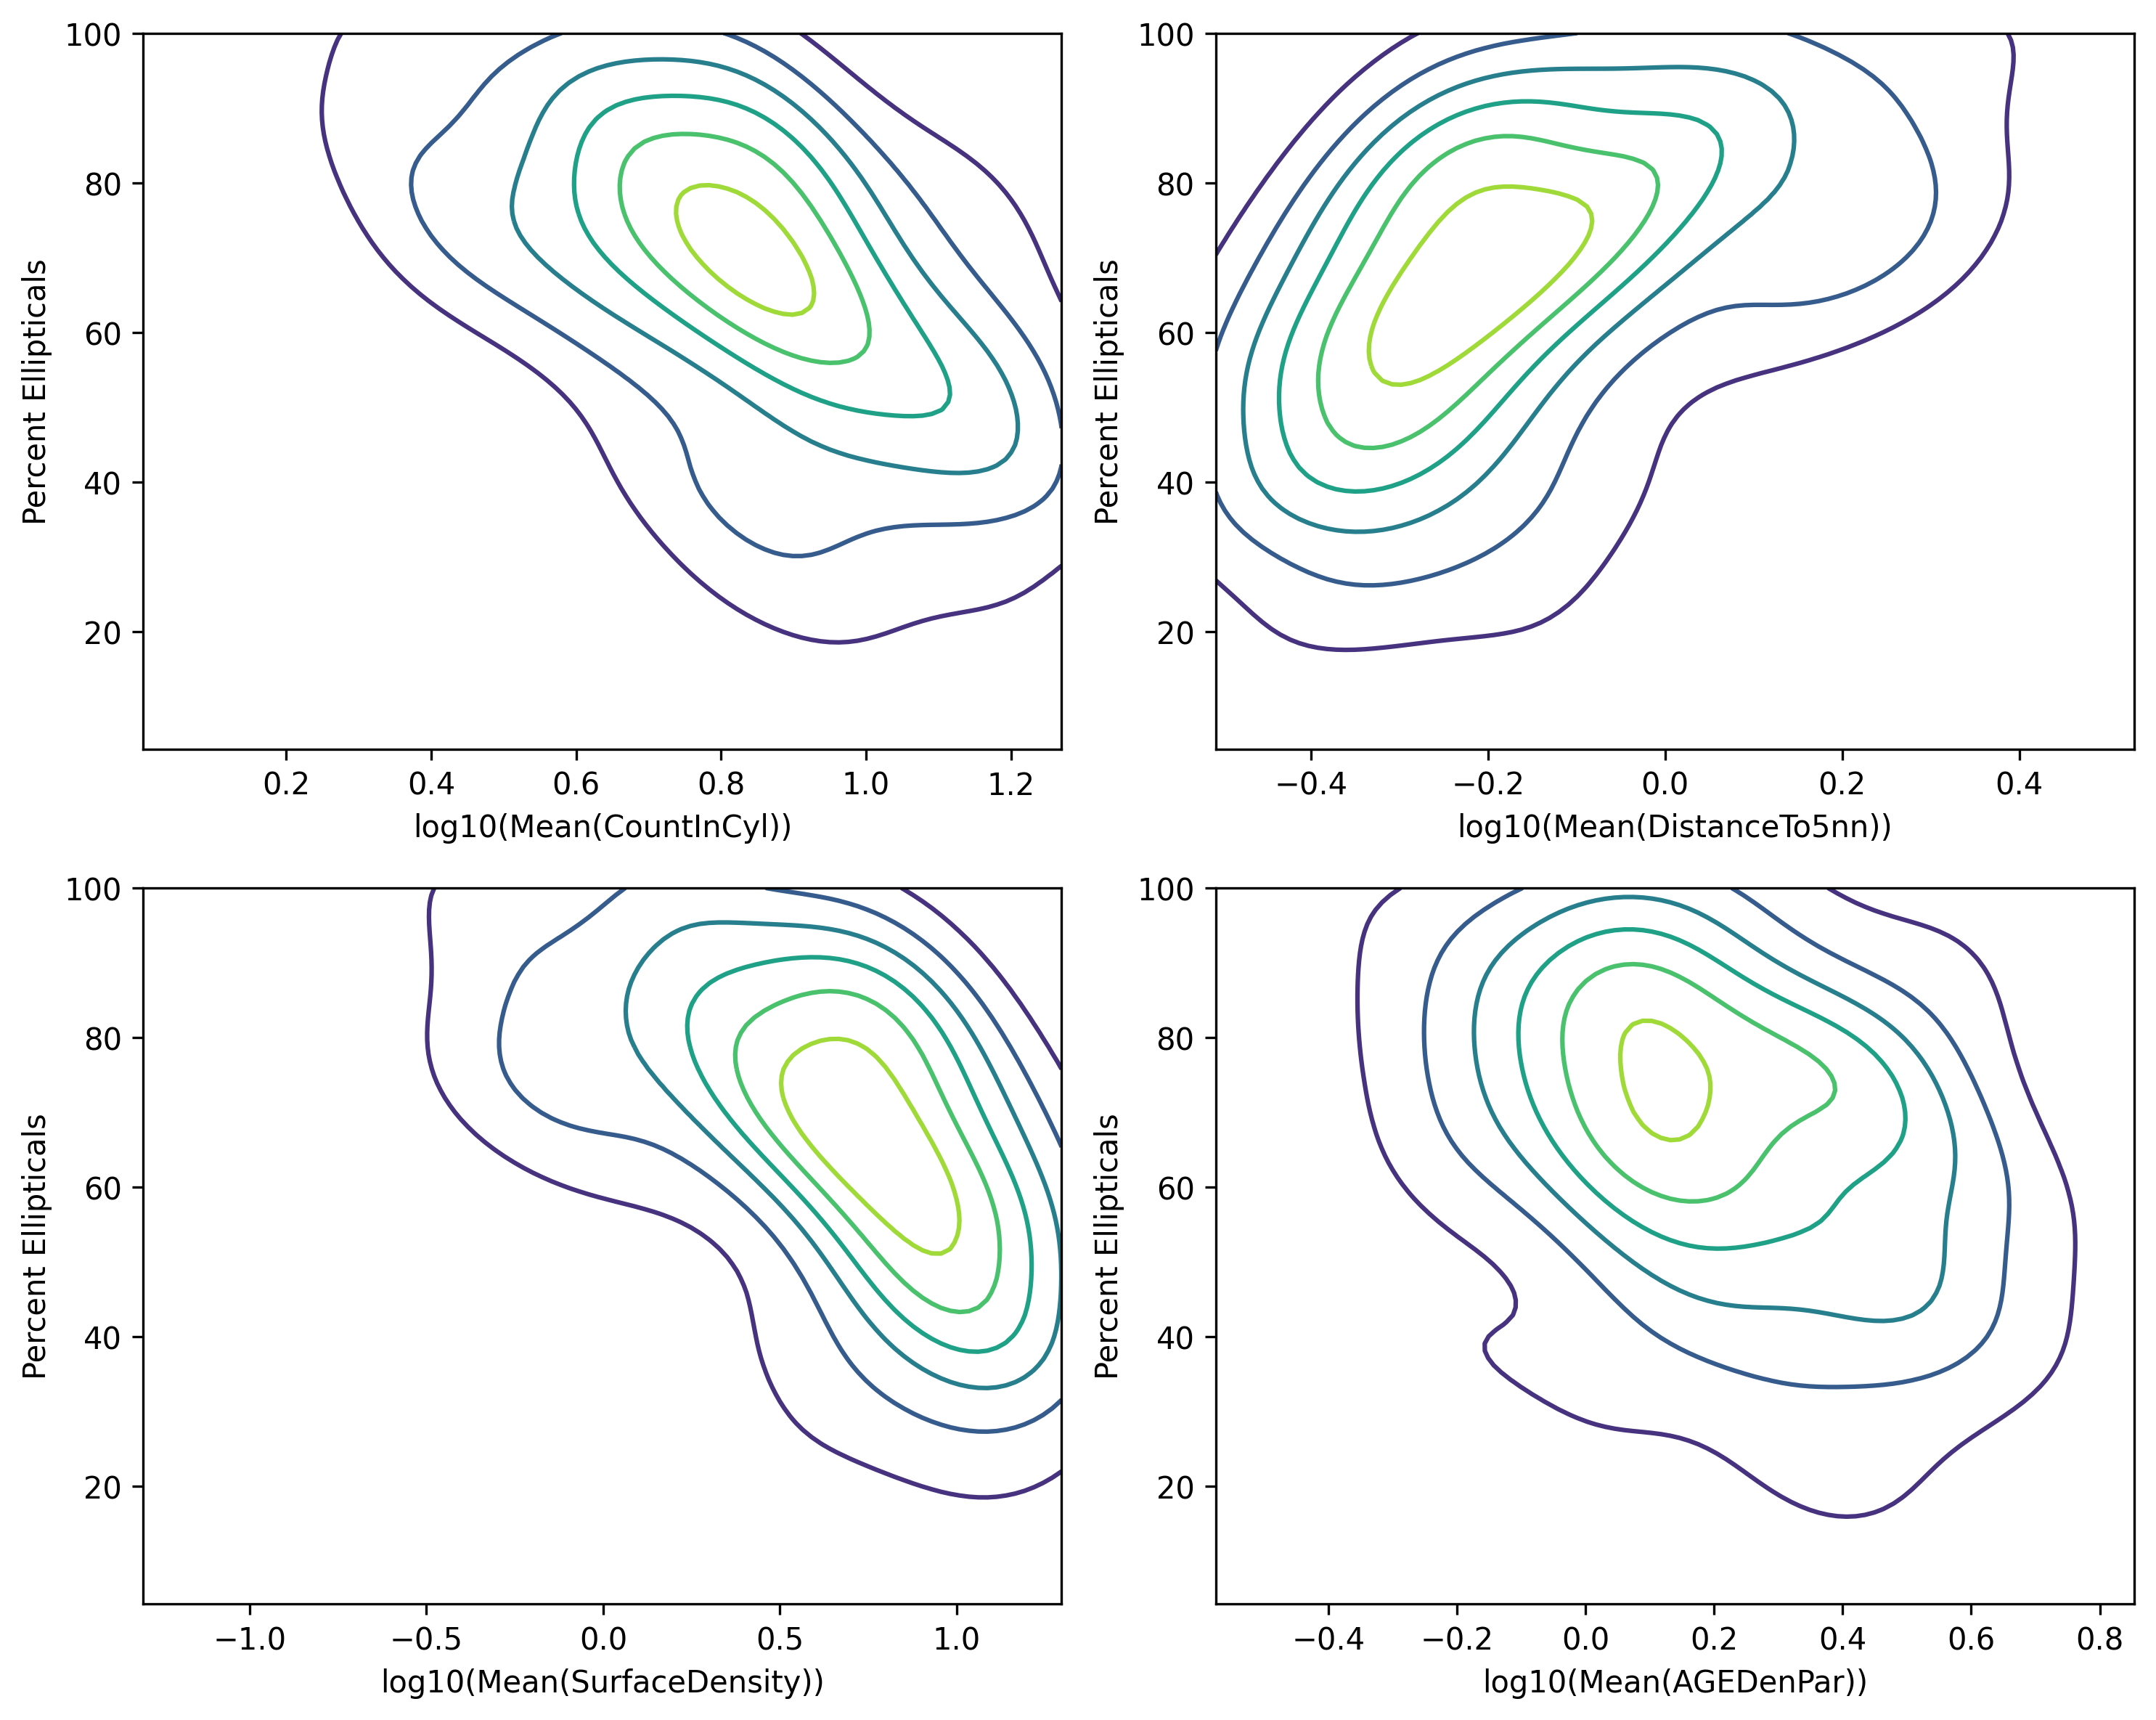 100
80
60
40
20
Percent Ellipticals
0.2 0.4 0.6 0.8 1.0 1.2
log10(Mean(CountInCyl))
100
80
60
40
20
Percent Ellipticals
−0.4 −0.2 0.0 0.2 0.4
log10(Mean(DistanceTo5nn))
100
80
60
40
20
Percent Ellipticals
−1.0 −0.5 0.0 0.5 1.0
log10(Mean(SurfaceDensity))
100
80
60
40
20
Percent Ellipticals
−0.4 −0.2 0.0 0.2 0.4 0.6 0.8
log10(Mean(AGEDenPar))